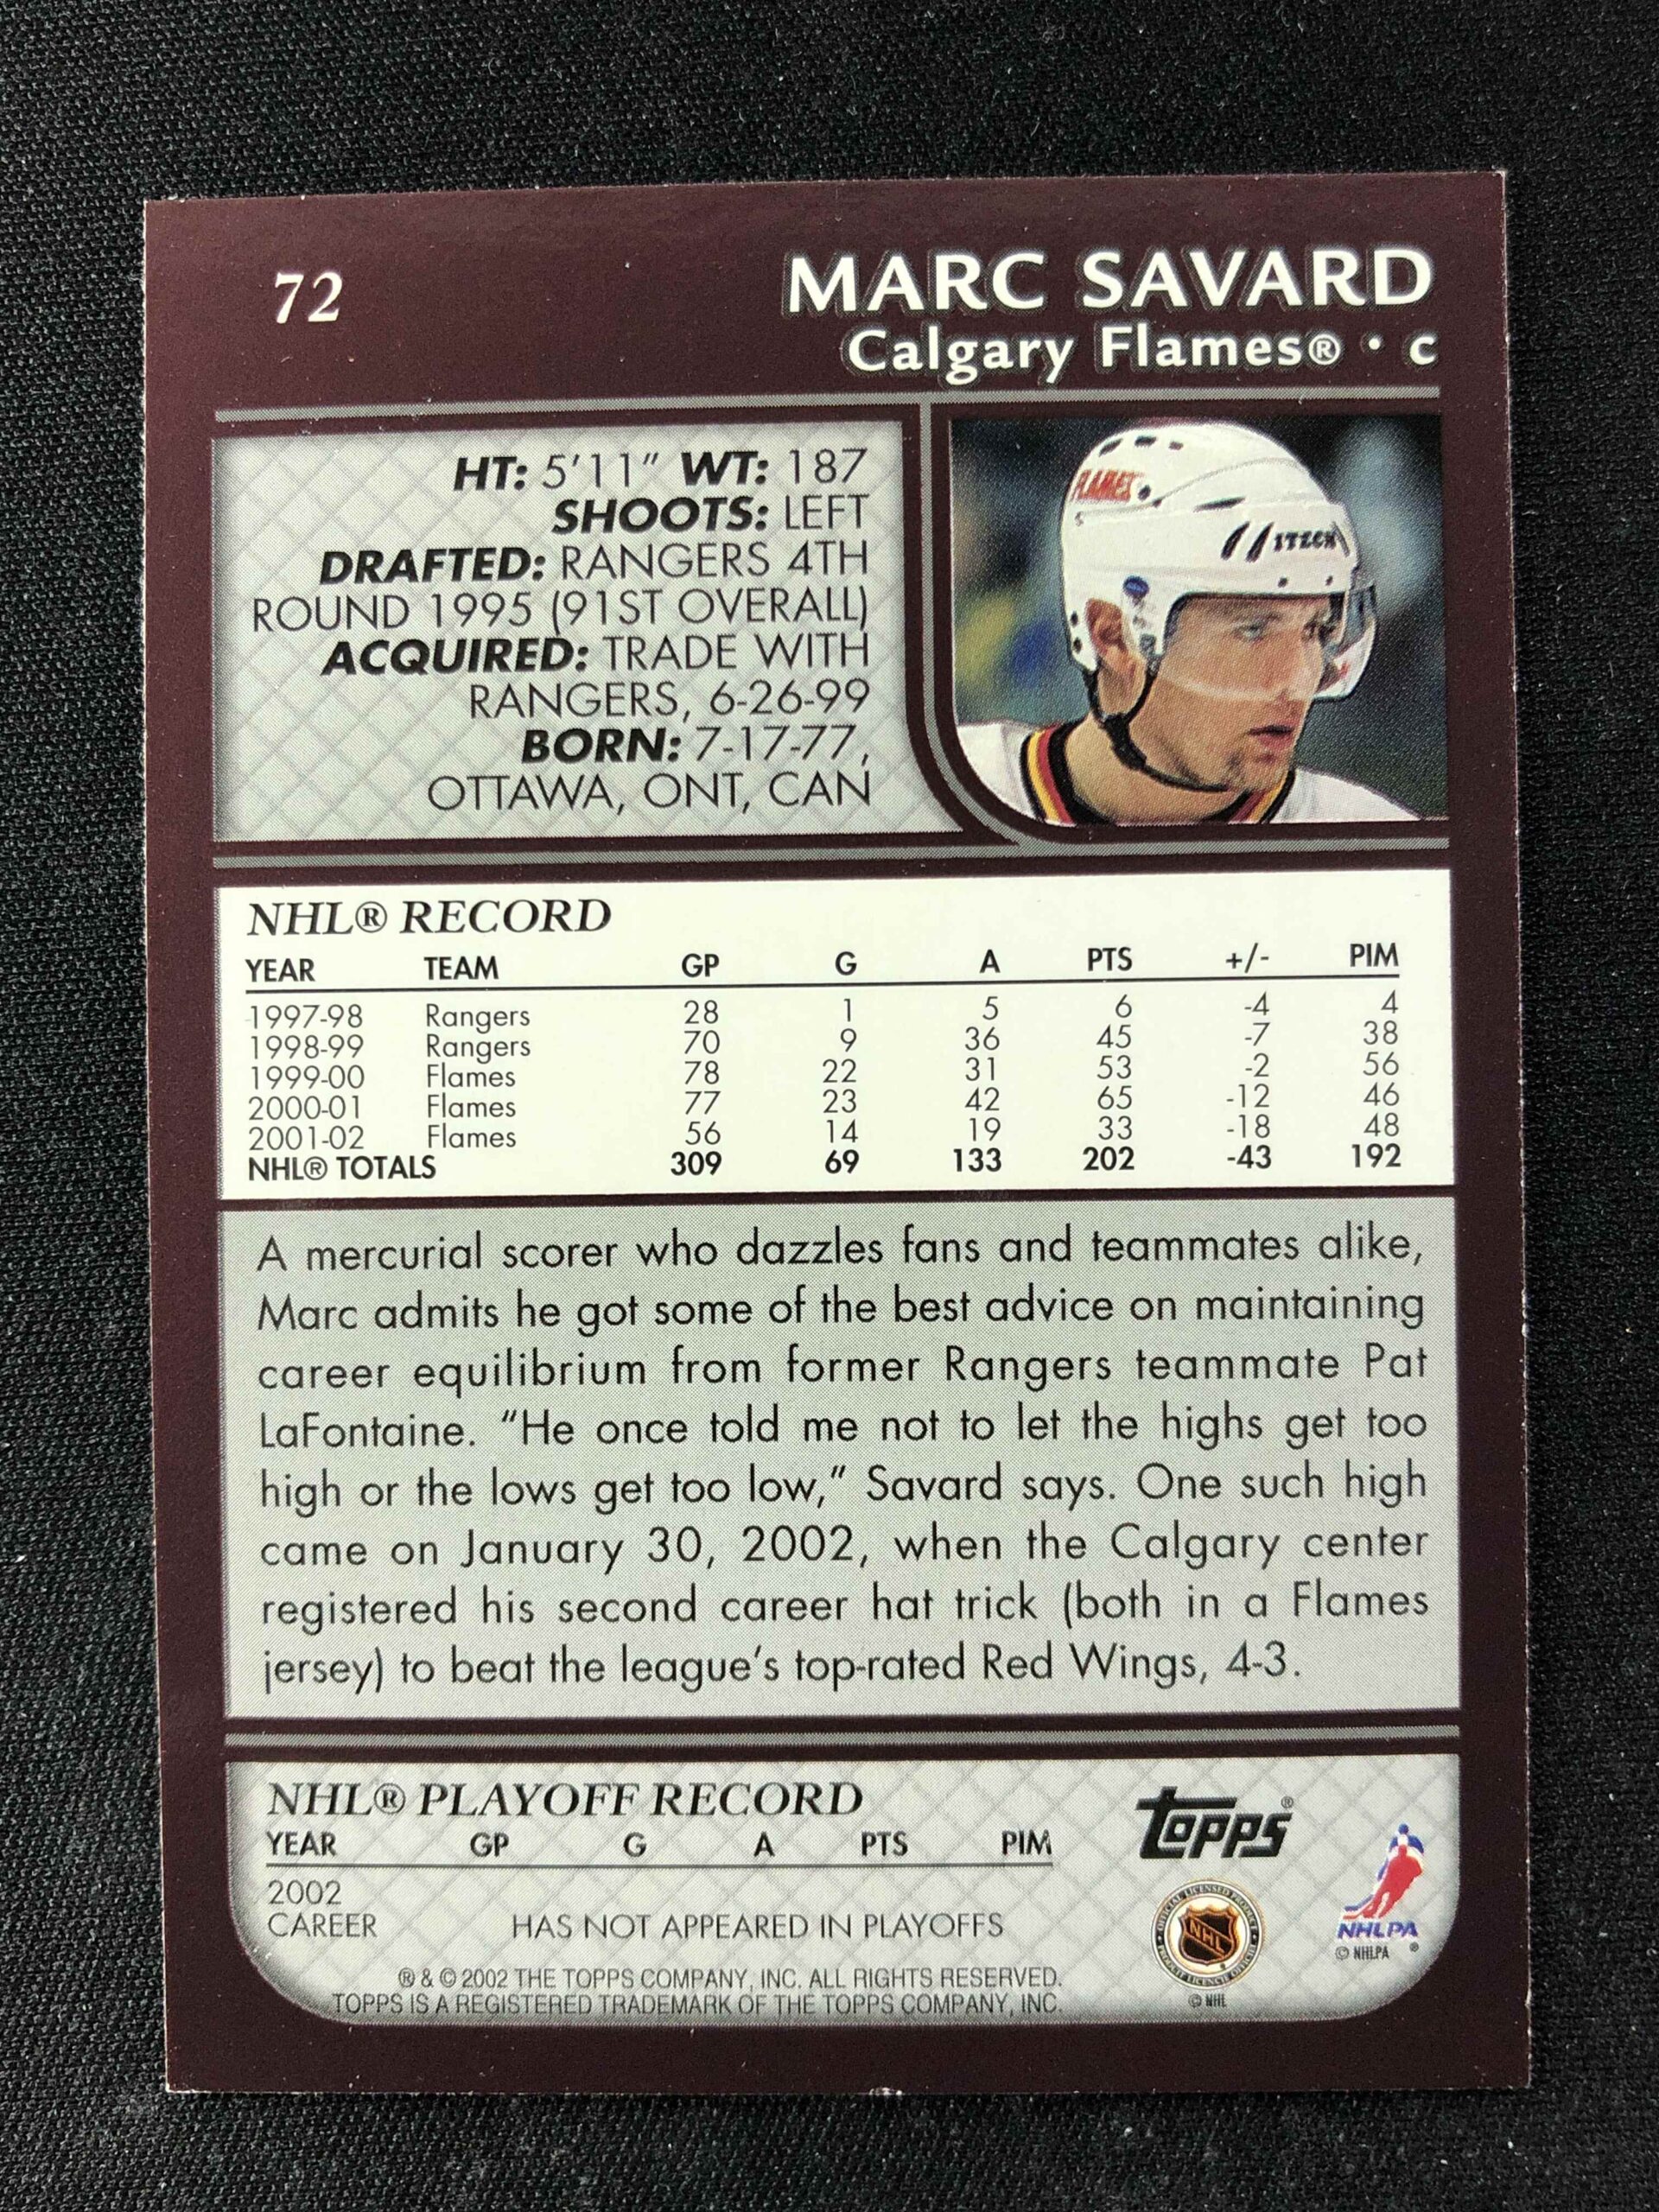 72
MARC SAVARD
Calgary Flames® • C
HT: 5'11" WT: 187
SHOOTS: LEFT
DRAFTED: RANGERS 4TH
ROUND 1995 (91ST OVERALL)
ACQUIRED: TRADE WITH
RANGERS, 6-26-99
BORN: 7-17-77,
OTTAWA, ONT, CAN
FLAMES
ITECH
NHL® RECORD
YEAR TEAM GP G A PTS +/- PIM
1997-98 Rangers 28 1 5 6 -4 4
1998-99 Rangers 70 9 36 45 -7 38
1999-00 Flames 78 22 31 53 -2 56
2000-01 Flames 77 23 42 65 -12 46
2001-02 Flames 56 14 19 33 -18 48
NHL® TOTALS 309 69 133 202 -43 192
A mercurial scorer who dazzles fans and teammates alike,
Marc admits he got some of the best advice on maintaining
career equilibrium from former Rangers teammate Pat
LaFontaine. "He once told me not to let the highs get too
high or the lows get too low," Savard says. One such high
came on January 30, 2002, when the Calgary center
registered his second career hat trick (both in a Flames
jersey) to beat the league's top-rated Red Wings, 4-3.
NHL® PLAYOFF RECORD
YEAR GP G A PTS PIM
2002
CAREER HAS NOT APPEARED IN PLAYOFFS
® & © 2002 THE TOPPS COMPANY, INC. ALL RIGHTS RESERVED.
TOPPS IS A REGISTERED TRADEMARK OF THE TOPPS COMPANY, INC.
Topps®
OFFICIAL LICENSED PRODUCT
NHL
© NHL
NHLPA
© NHLPA ®